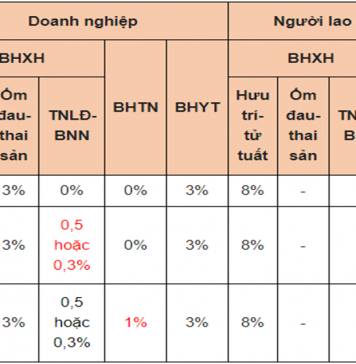 Doanh nghiệp Người lao
BHXH BHTN BHYT BHXH
Ốm đau- thai sản
TNLĐ- BNN
Hưu trí- tử tuất
Ốm đau- thai sản
3% 0% 0% 3% 8% -
3% 0,5 hoặc 0,3% 0% 3% 8% -
3% 0,5 hoặc 0,3% 1% 3% 8% -